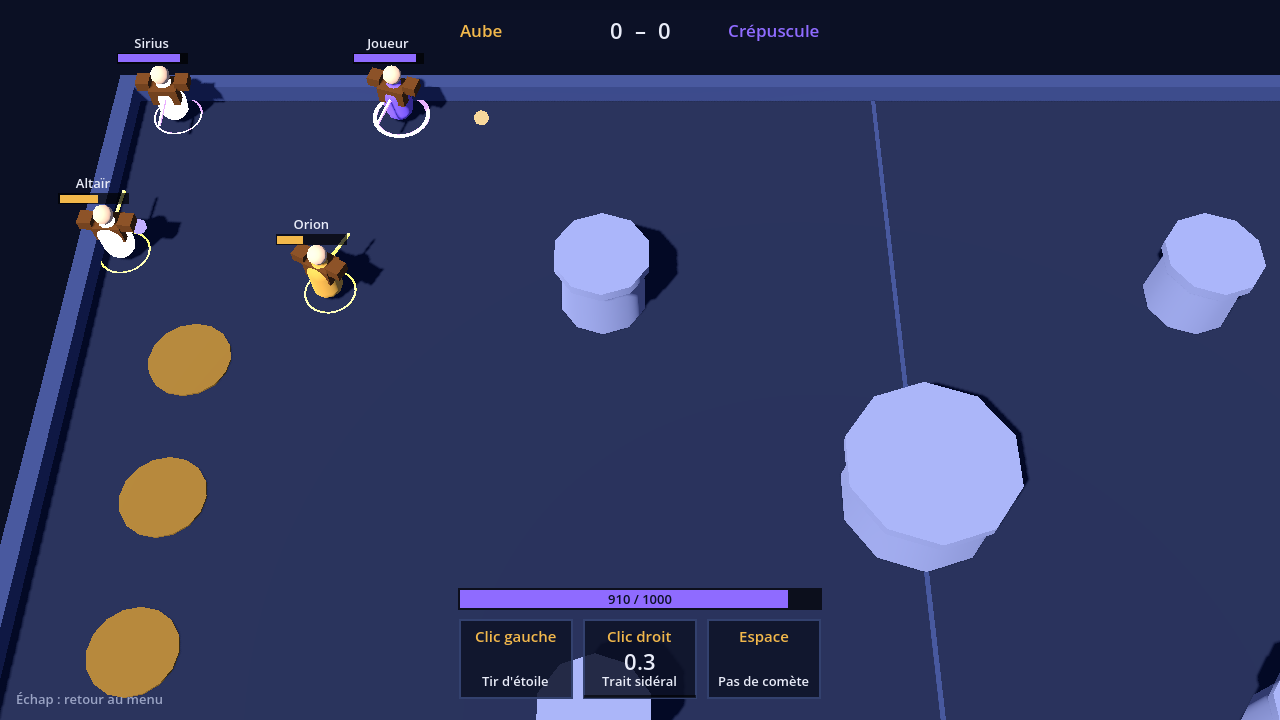 Aube 0 – 0 Crépuscule
Sirius
Joueur
Altaïr
Orion
910 / 1000
Clic gauche
Tir d'étoile
Clic droit
0.3
Trait sidéral
Espace
Pas de comète
Échap : retour au menu